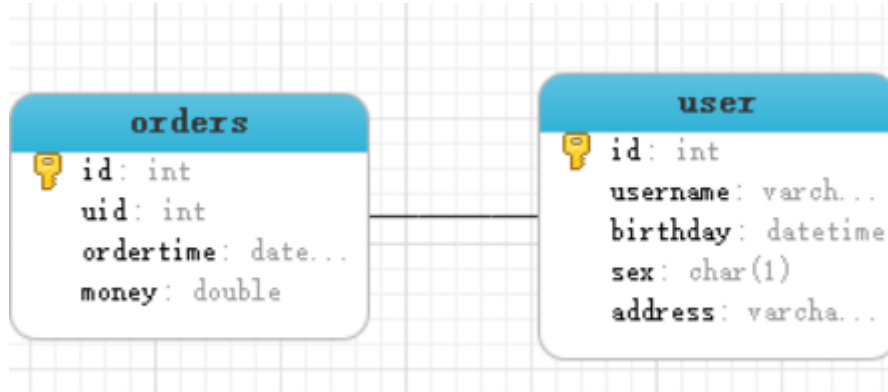 orders
id: int
uid: int
ordertime: date...
money: double
user
id: int
username: varch...
birthday: datetime
sex: char(1)
address: varcha...